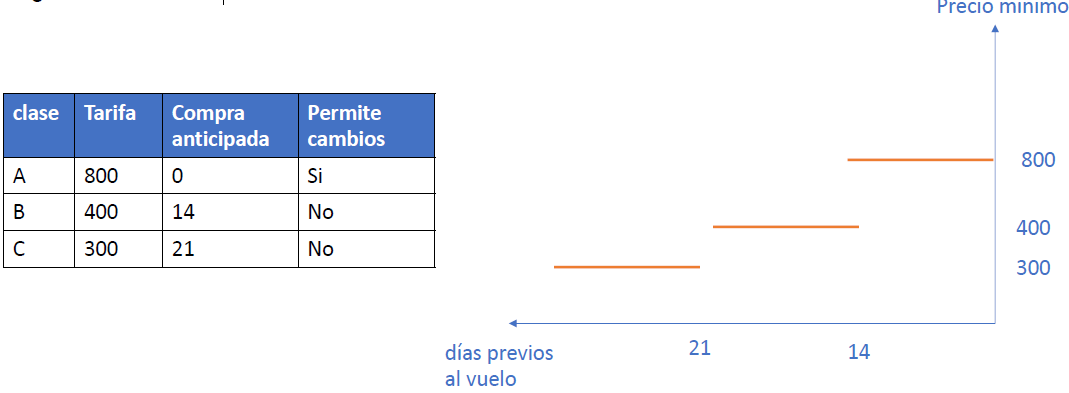 Precio mínimo
clase Tarifa Compra anticipada Permite cambios
A 800 0 Si
B 400 14 No
C 300 21 No
800
400
300
21 14
días previos
al vuelo